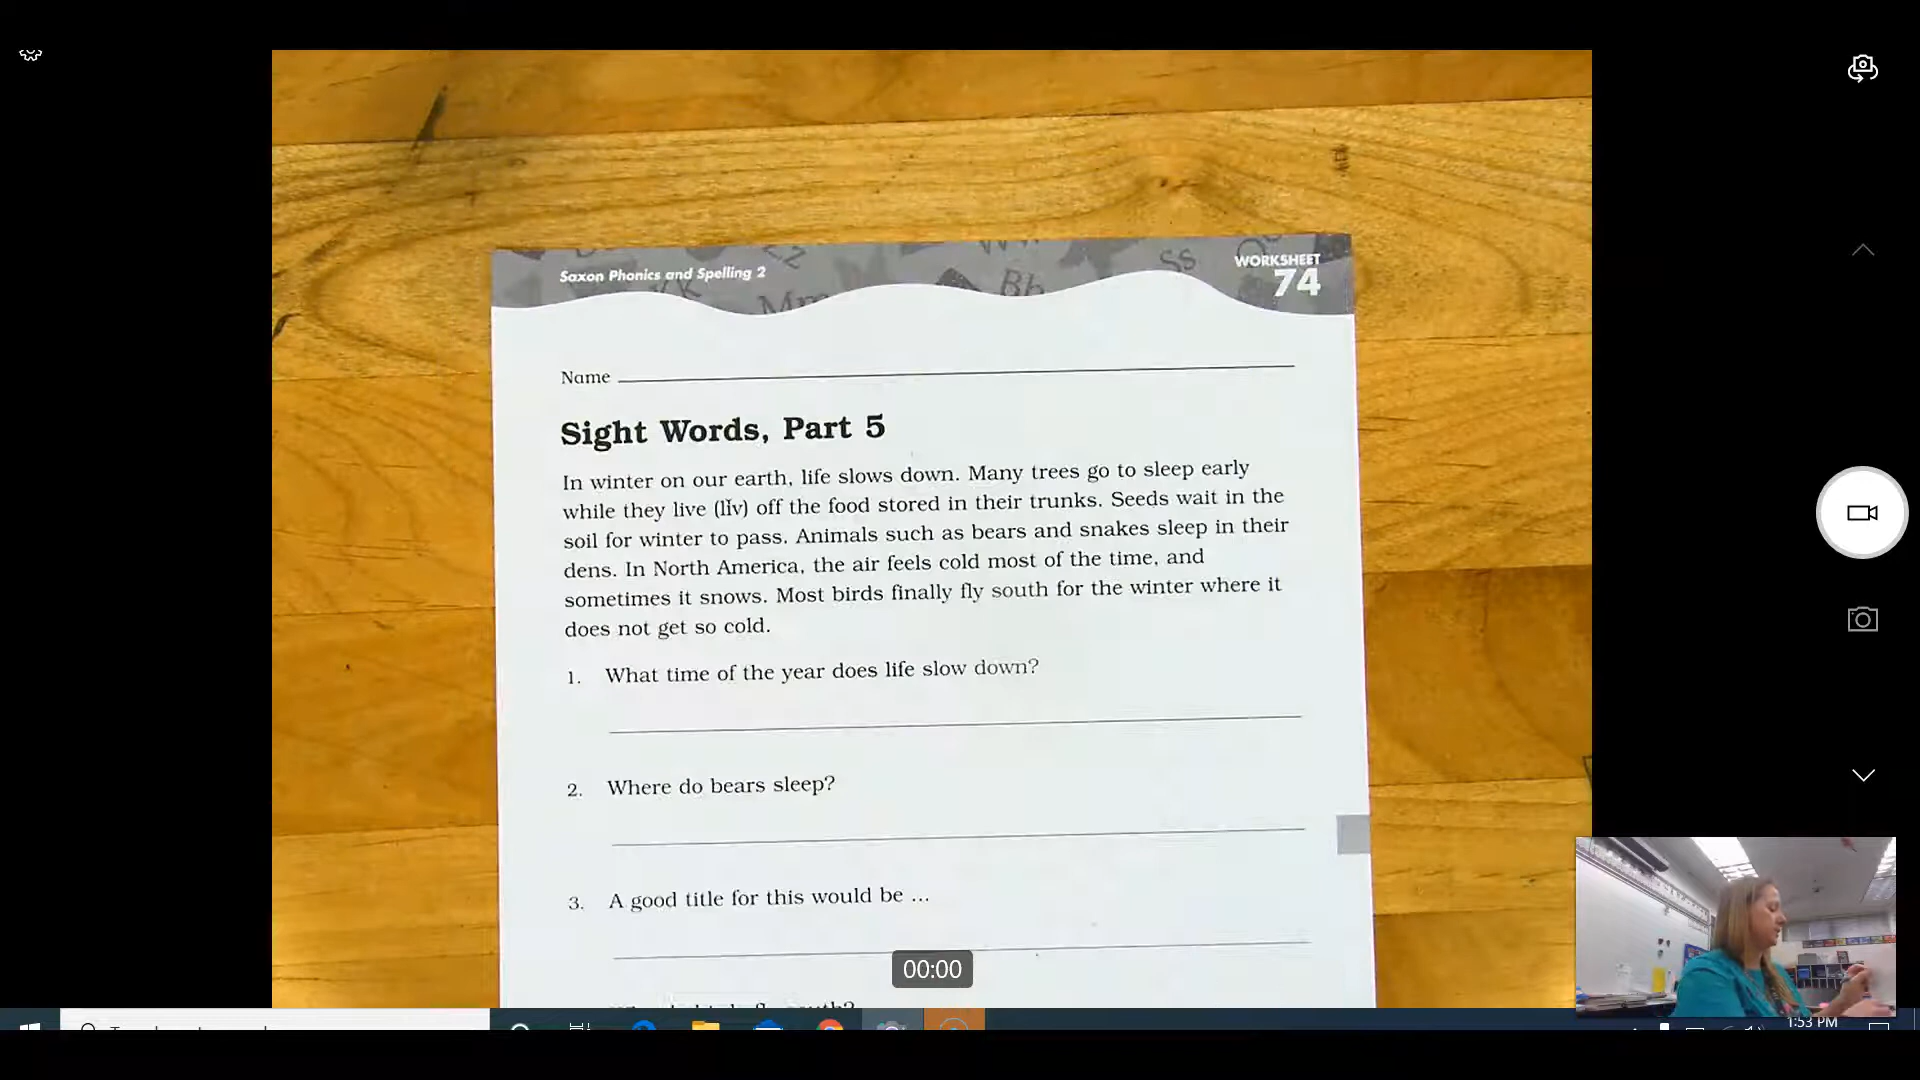 Saxon Phonics and Spelling 2
WORKSHEET
74
Name
Sight Words, Part 5
In winter on our earth, life slows down. Many trees go to sleep early
while they live (lĭv) off the food stored in their trunks. Seeds wait in the
soil for winter to pass. Animals such as bears and snakes sleep in their
dens. In North America, the air feels cold most of the time, and
sometimes it snows. Most birds finally fly south for the winter where it
does not get so cold.
1. What time of the year does life slow down?
2. Where do bears sleep?
3. A good title for this would be ...
00:00
1:53 PM
Ss
Bb